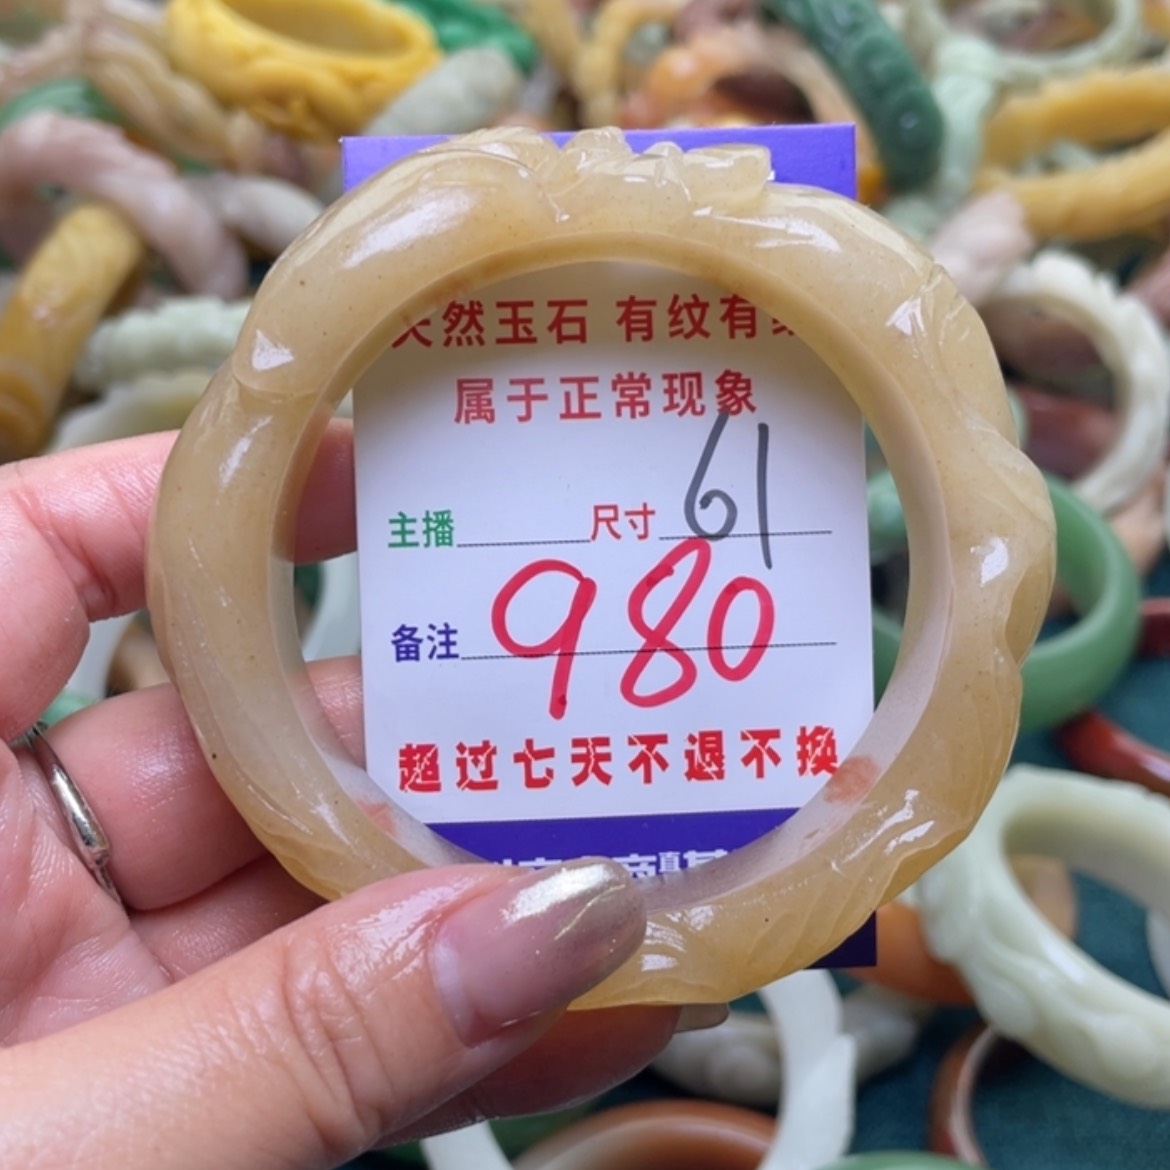 天然玉石 有纹有
属于正常现象
主播 尺寸 61
备注 980
超过七天不退不换